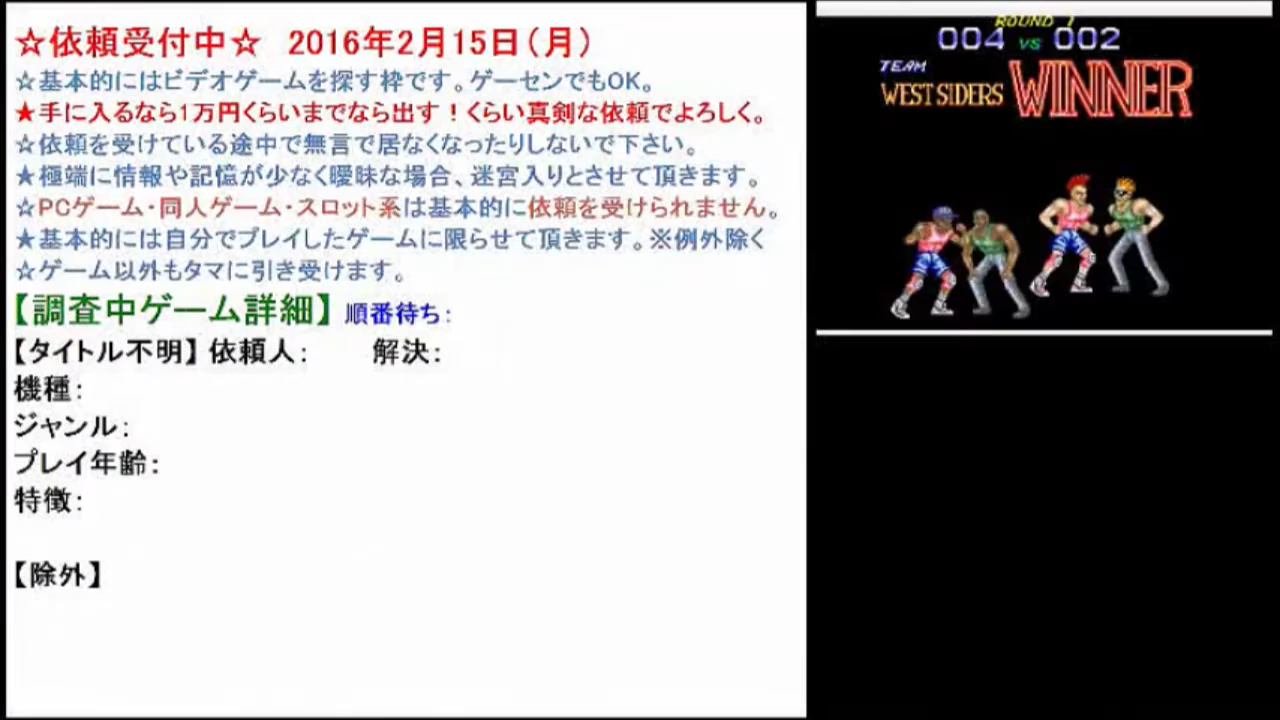 ☆依頼受付中☆ 2016年2月15日(月)
☆基本的にはビデオゲームを探す枠です。ゲーセンでもOK。
★手に入るなら1万円くらいまでなら出す！くらい真剣な依頼でよろしく。
☆依頼を受けている途中で無言で居なくなったりしないで下さい。
★極端に情報や記憶が少なく曖昧な場合、迷宮入りとさせて頂きます。
☆PCゲーム・同人ゲーム・スロット系は基本的に依頼を受けられません。
★基本的には自分でプレイしたゲームに限らせて頂きます。※例外除く
☆ゲーム以外もタマに引き受けます。
【調査中ゲーム詳細】順番待ち：
【タイトル不明】依頼人： 解決：
機種：
ジャンル：
プレイ年齢：
特徴：
【除外】
ROUND 1
004 VS 002
TEAM
WEST SIDERS WINNER